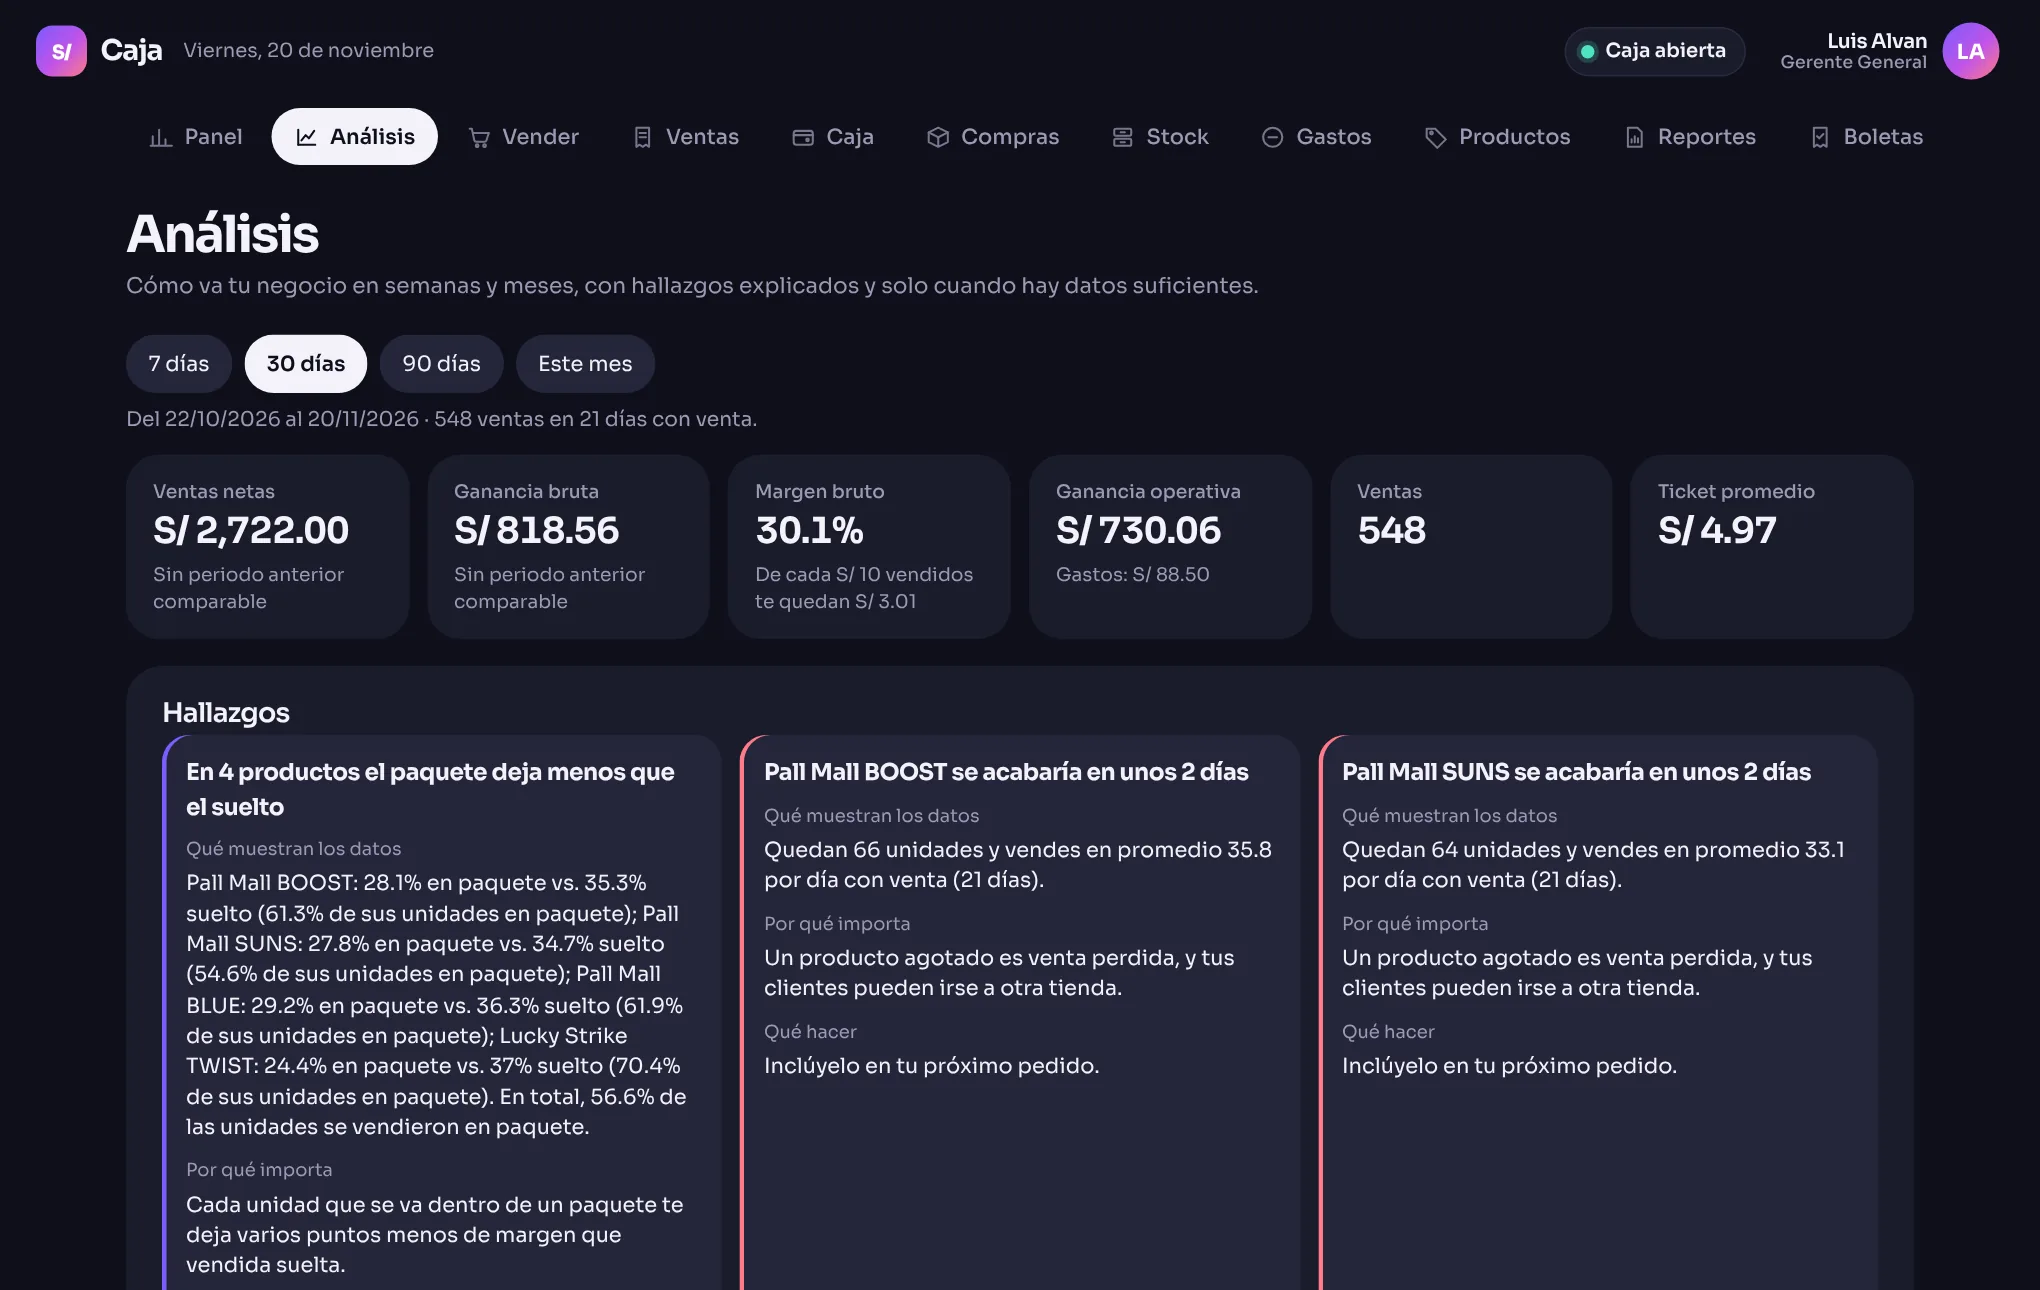 S/ Caja Viernes, 20 de noviembre
Caja abierta
Luis Alvan
Gerente General
LA
Panel Análisis Vender Ventas Caja Compras Stock Gastos Productos Reportes Boletas
Análisis
Cómo va tu negocio en semanas y meses, con hallazgos explicados y solo cuando hay datos suficientes.
7 días 30 días 90 días Este mes
Del 22/10/2026 al 20/11/2026 · 548 ventas en 21 días con venta.
Ventas netas
S/ 2,722.00
Sin periodo anterior
comparable
Ganancia bruta
S/ 818.56
Sin periodo anterior
comparable
Margen bruto
30.1%
De cada S/ 10 vendidos
te quedan S/ 3.01
Ganancia operativa
S/ 730.06
Gastos: S/ 88.50
Ventas
548
Ticket promedio
S/ 4.97
Hallazgos
En 4 productos el paquete deja menos que
el suelto
Qué muestran los datos
Pall Mall BOOST: 28.1% en paquete vs. 35.3%
suelto (61.3% de sus unidades en paquete); Pall
Mall SUNS: 27.8% en paquete vs. 34.7% suelto
(54.6% de sus unidades en paquete); Pall Mall
BLUE: 29.2% en paquete vs. 36.3% suelto (61.9%
de sus unidades en paquete); Lucky Strike
TWIST: 24.4% en paquete vs. 37% suelto (70.4%
de sus unidades en paquete). En total, 56.6% de
las unidades se vendieron en paquete.
Por qué importa
Cada unidad que se va dentro de un paquete te
deja varios puntos menos de margen que
vendida suelta.
Pall Mall BOOST se acabaría en unos 2 días
Qué muestran los datos
Quedan 66 unidades y vendes en promedio 35.8
por día con venta (21 días).
Por qué importa
Un producto agotado es venta perdida, y tus
clientes pueden irse a otra tienda.
Qué hacer
Inclúyelo en tu próximo pedido.
Pall Mall SUNS se acabaría en unos 2 días
Qué muestran los datos
Quedan 64 unidades y vendes en promedio 33.1
por día con venta (21 días).
Por qué importa
Un producto agotado es venta perdida, y tus
clientes pueden irse a otra tienda.
Qué hacer
Inclúyelo en tu próximo pedido.